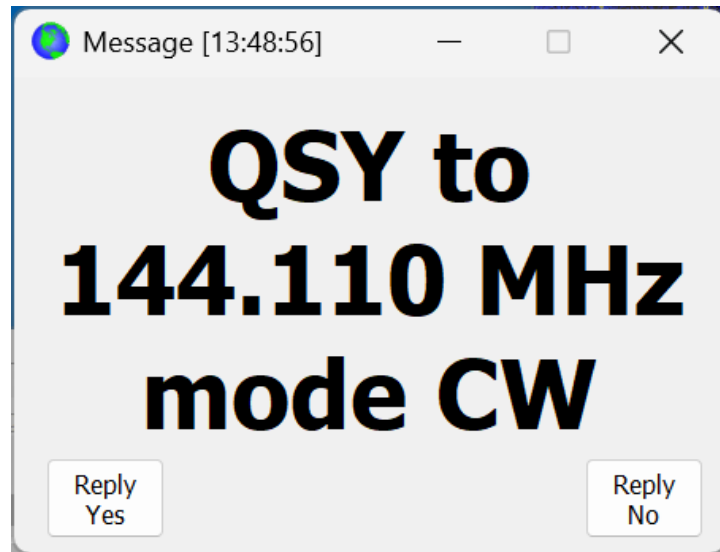 Message [13:48:56]
QSY to
144.110 MHz
mode CW
Reply
Yes
Reply
No